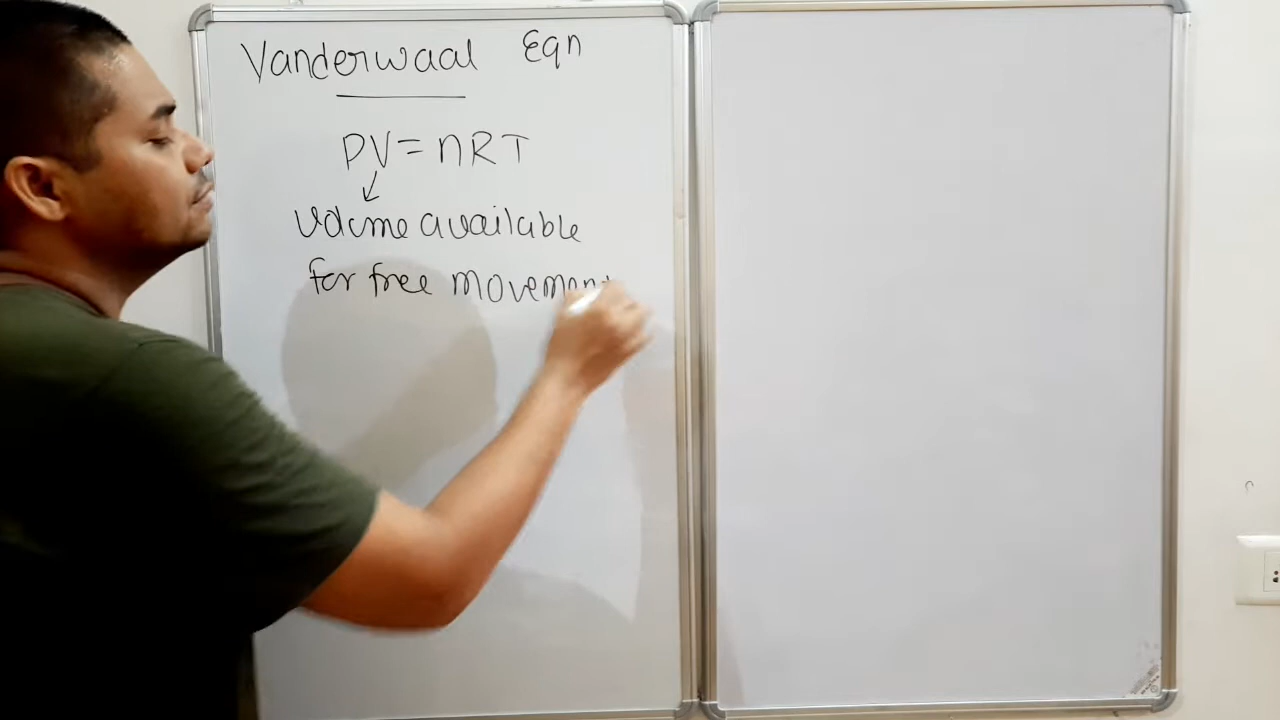 Vanderwaal Eqn
PV = nRT
volume available
for free movement